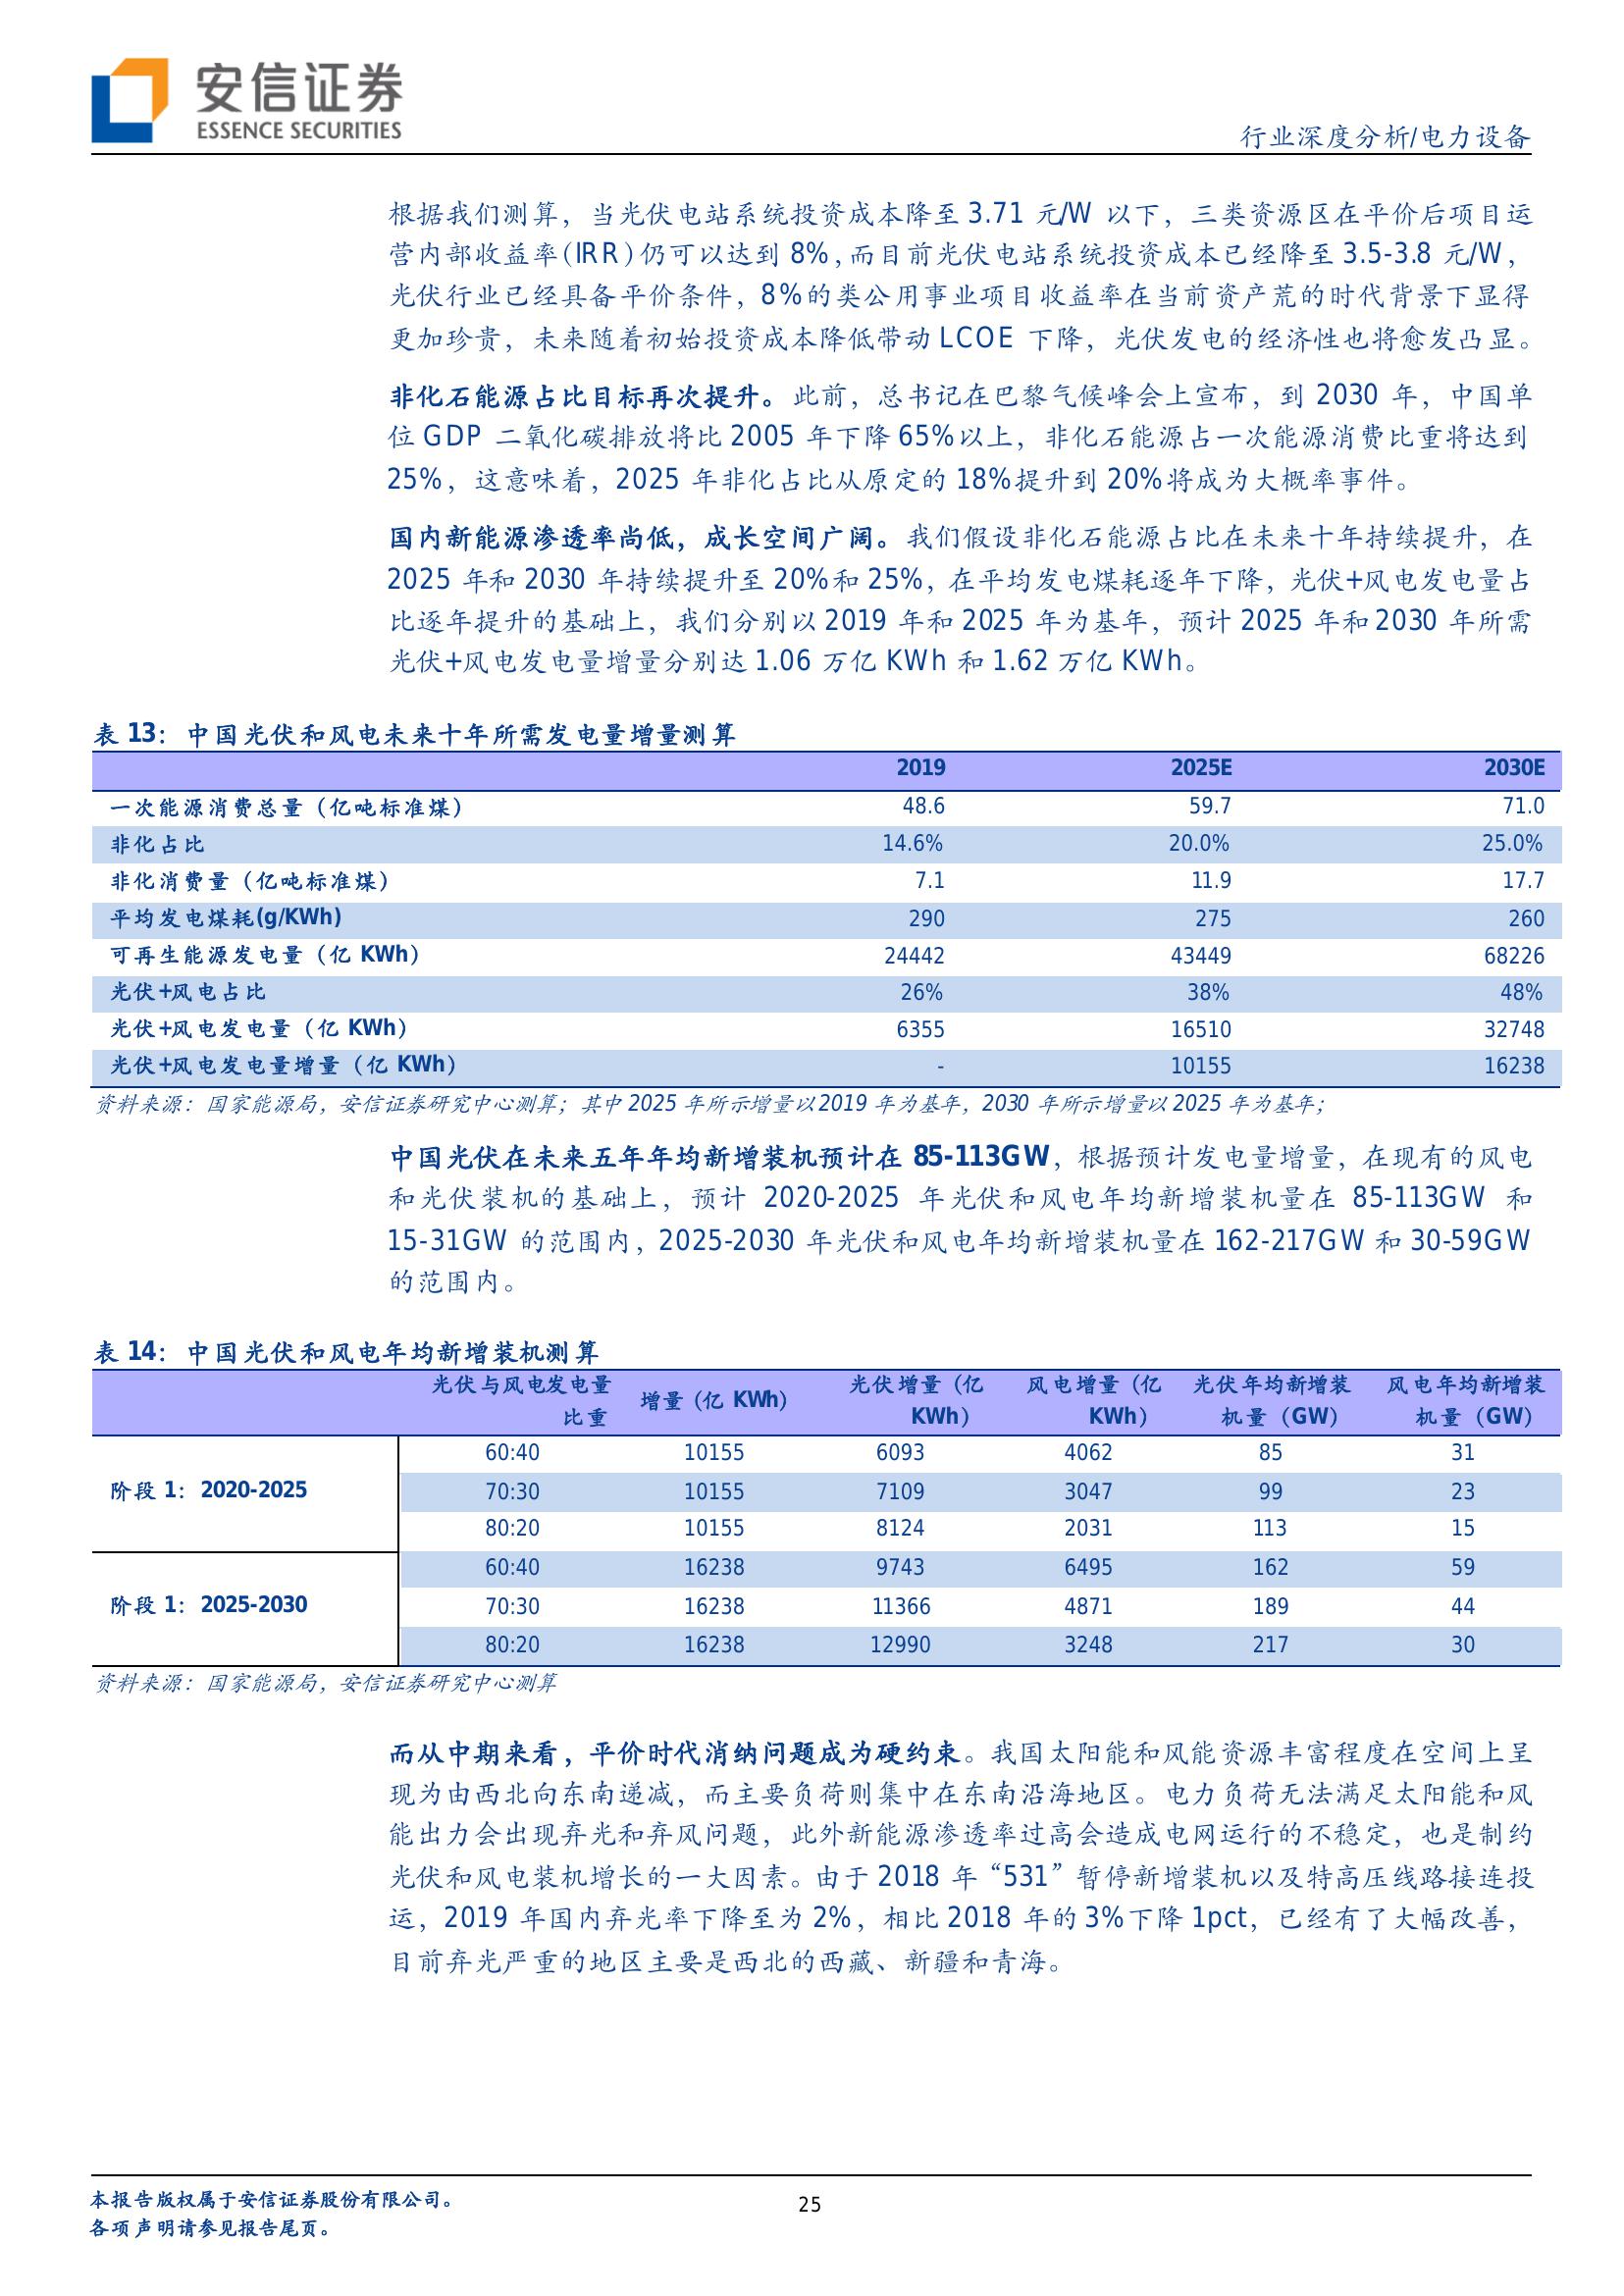 安信证券
ESSENCE SECURITIES
行业深度分析/电力设备
根据我们测算，当光伏电站系统投资成本降至 3.71 元/W 以下，三类资源区在平价后项目运
营内部收益率(IRR)仍可以达到 8%,而目前光伏电站系统投资成本已经降至 3.5-3.8 元/W，
光伏行业已经具备平价条件，8%的类公用事业项目收益率在当前资产荒的时代背景下显得
更加珍贵，未来随着初始投资成本降低带动 LCOE 下降，光伏发电的经济性也将愈发凸显。
非化石能源占比目标再次提升。此前，总书记在巴黎气候峰会上宣布，到 2030 年，中国单
位 GDP 二氧化碳排放将比 2005 年下降 65%以上，非化石能源占一次能源消费比重将达到
25%，这意味着，2025 年非化占比从原定的 18%提升到 20%将成为大概率事件。
国内新能源渗透率尚低，成长空间广阔。我们假设非化石能源占比在未来十年持续提升，在
2025 年和 2030 年持续提升至 20%和 25%，在平均发电煤耗逐年下降，光伏+风电发电量占
比逐年提升的基础上，我们分别以 2019 年和 2025 年为基年，预计 2025 年和 2030 年所需
光伏+风电发电量增量分别达 1.06 万亿 KWh 和 1.62 万亿 KWh。
表 13：中国光伏和风电未来十年所需发电量增量测算
2019 2025E 2030E
一次能源消费总量（亿吨标准煤） 48.6 59.7 71.0
非化占比 14.6% 20.0% 25.0%
非化消费量（亿吨标准煤） 7.1 11.9 17.7
平均发电煤耗(g/KWh) 290 275 260
可再生能源发电量（亿 KWh） 24442 43449 68226
光伏+风电占比 26% 38% 48%
光伏+风电发电量（亿 KWh） 6355 16510 32748
光伏+风电发电量增量（亿 KWh） - 10155 16238
资料来源：国家能源局，安信证券研究中心测算；其中 2025 年所示增量以 2019 年为基年，2030 年所示增量以 2025 年为基年；
中国光伏在未来五年年均新增装机预计在 85-113GW，根据预计发电量增量，在现有的风电
和光伏装机的基础上，预计 2020-2025 年光伏和风电年均新增装机量在 85-113GW 和
15-31GW 的范围内，2025-2030 年光伏和风电年均新增装机量在 162-217GW 和 30-59GW
的范围内。
表 14：中国光伏和风电年均新增装机测算
光伏与风电发电量 增量（亿 KWh） 光伏增量（亿 风电增量（亿 光伏年均新增装 风电年均新增装
比重 KWh） KWh） 机量（GW） 机量（GW）
60:40 10155 6093 4062 85 31
阶段 1：2020-2025 70:30 10155 7109 3047 99 23
80:20 10155 8124 2031 113 15
60:40 16238 9743 6495 162 59
阶段 1：2025-2030 70:30 16238 11366 4871 189 44
80:20 16238 12990 3248 217 30
资料来源：国家能源局，安信证券研究中心测算
而从中期来看，平价时代消纳问题成为硬约束。我国太阳能和风能资源丰富程度在空间上呈
现为由西北向东南递减，而主要负荷则集中在东南沿海地区。电力负荷无法满足太阳能和风
能出力会出现弃光和弃风问题，此外新能源渗透率过高会造成电网运行的不稳定，也是制约
光伏和风电装机增长的一大因素。由于 2018 年“531”暂停新增装机以及特高压线路接连投
运，2019 年国内弃光率下降至为 2%，相比 2018 年的 3%下降 1pct，已经有了大幅改善，
目前弃光严重的地区主要是西北的西藏、新疆和青海。
本报告版权属于安信证券股份有限公司。
25
各项声明请参见报告尾页。